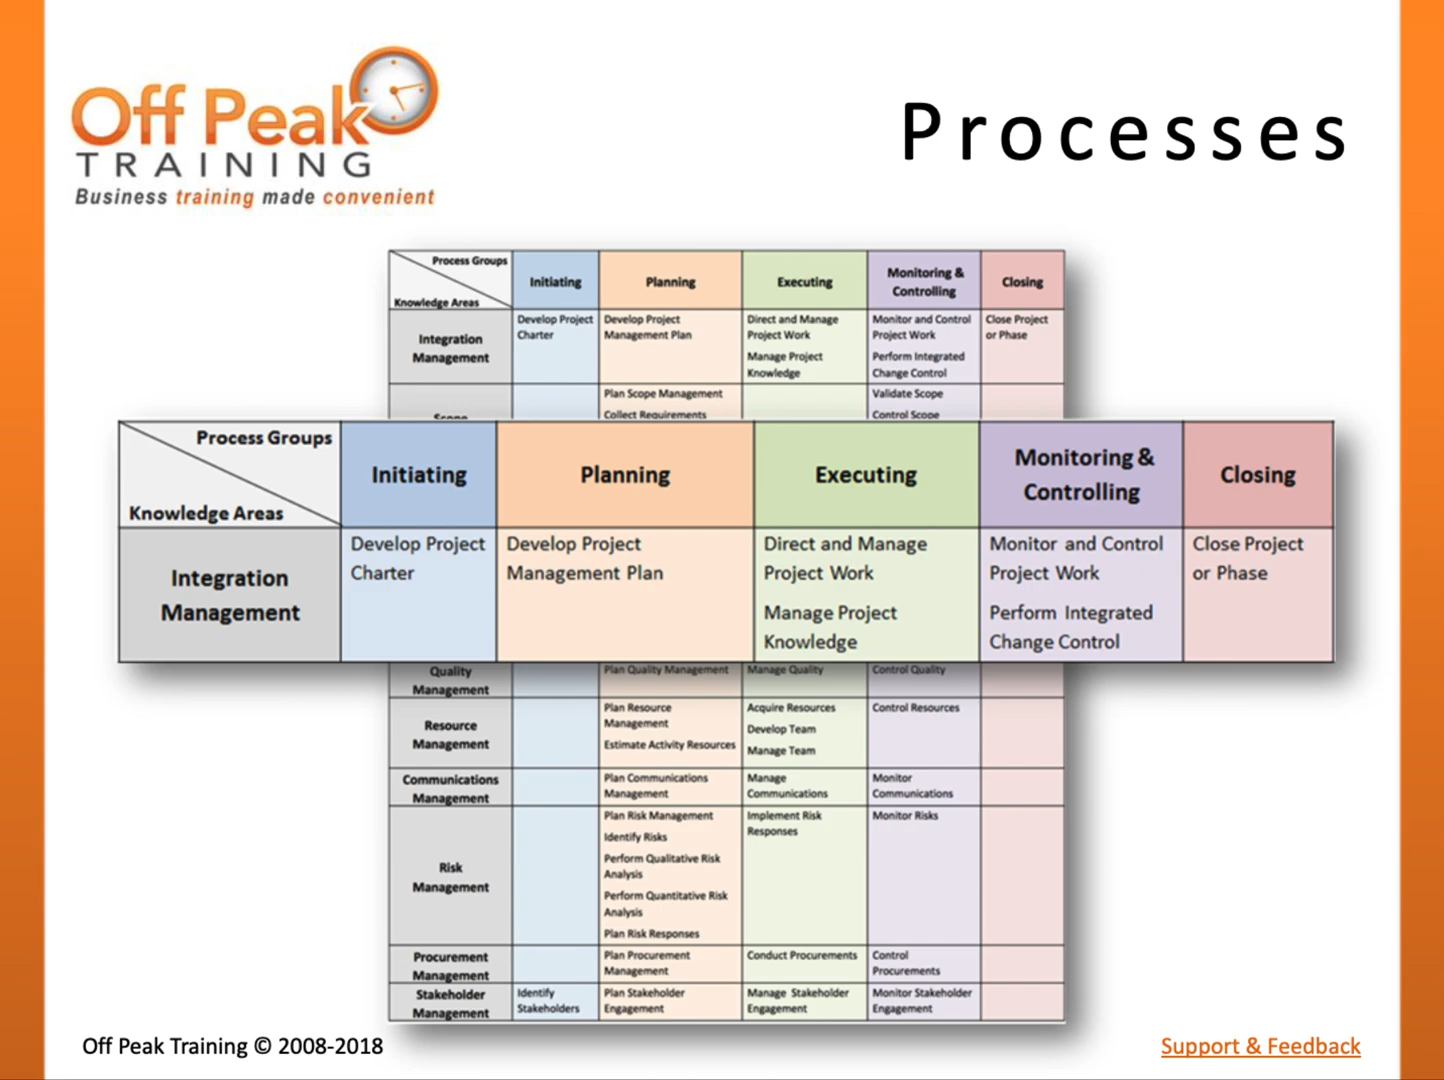 Off Peak
TRAINING
Business training made convenient
Processes
Process Groups
Knowledge Areas
Initiating
Planning
Executing
Monitoring &
Controlling
Closing
Integration
Management
Develop Project
Charter
Develop Project
Management Plan
Direct and Manage
Project Work
Manage Project
Knowledge
Monitor and Control
Project Work
Perform Integrated
Change Control
Close Project
or Phase
Scope
Plan Scope Management
Collect Requirements
Validate Scope
Control Scope
Process Groups
Knowledge Areas
Initiating
Planning
Executing
Monitoring &
Controlling
Closing
Integration
Management
Develop Project
Charter
Develop Project
Management Plan
Direct and Manage
Project Work
Manage Project
Knowledge
Monitor and Control
Project Work
Perform Integrated
Change Control
Close Project
or Phase
Quality
Management
Plan Quality Management
Manage Quality
Control Quality
Resource
Management
Plan Resource
Management
Estimate Activity Resources
Acquire Resources
Develop Team
Manage Team
Control Resources
Communications
Management
Plan Communications
Management
Manage
Communications
Monitor
Communications
Risk
Management
Plan Risk Management
Identify Risks
Perform Qualitative Risk
Analysis
Perform Quantitative Risk
Analysis
Plan Risk Responses
Implement Risk
Responses
Monitor Risks
Procurement
Management
Plan Procurement
Management
Conduct Procurements
Control
Procurements
Stakeholder
Management
Identify
Stakeholders
Plan Stakeholder
Engagement
Manage Stakeholder
Engagement
Monitor Stakeholder
Engagement
Off Peak Training © 2008-2018
Support & Feedback